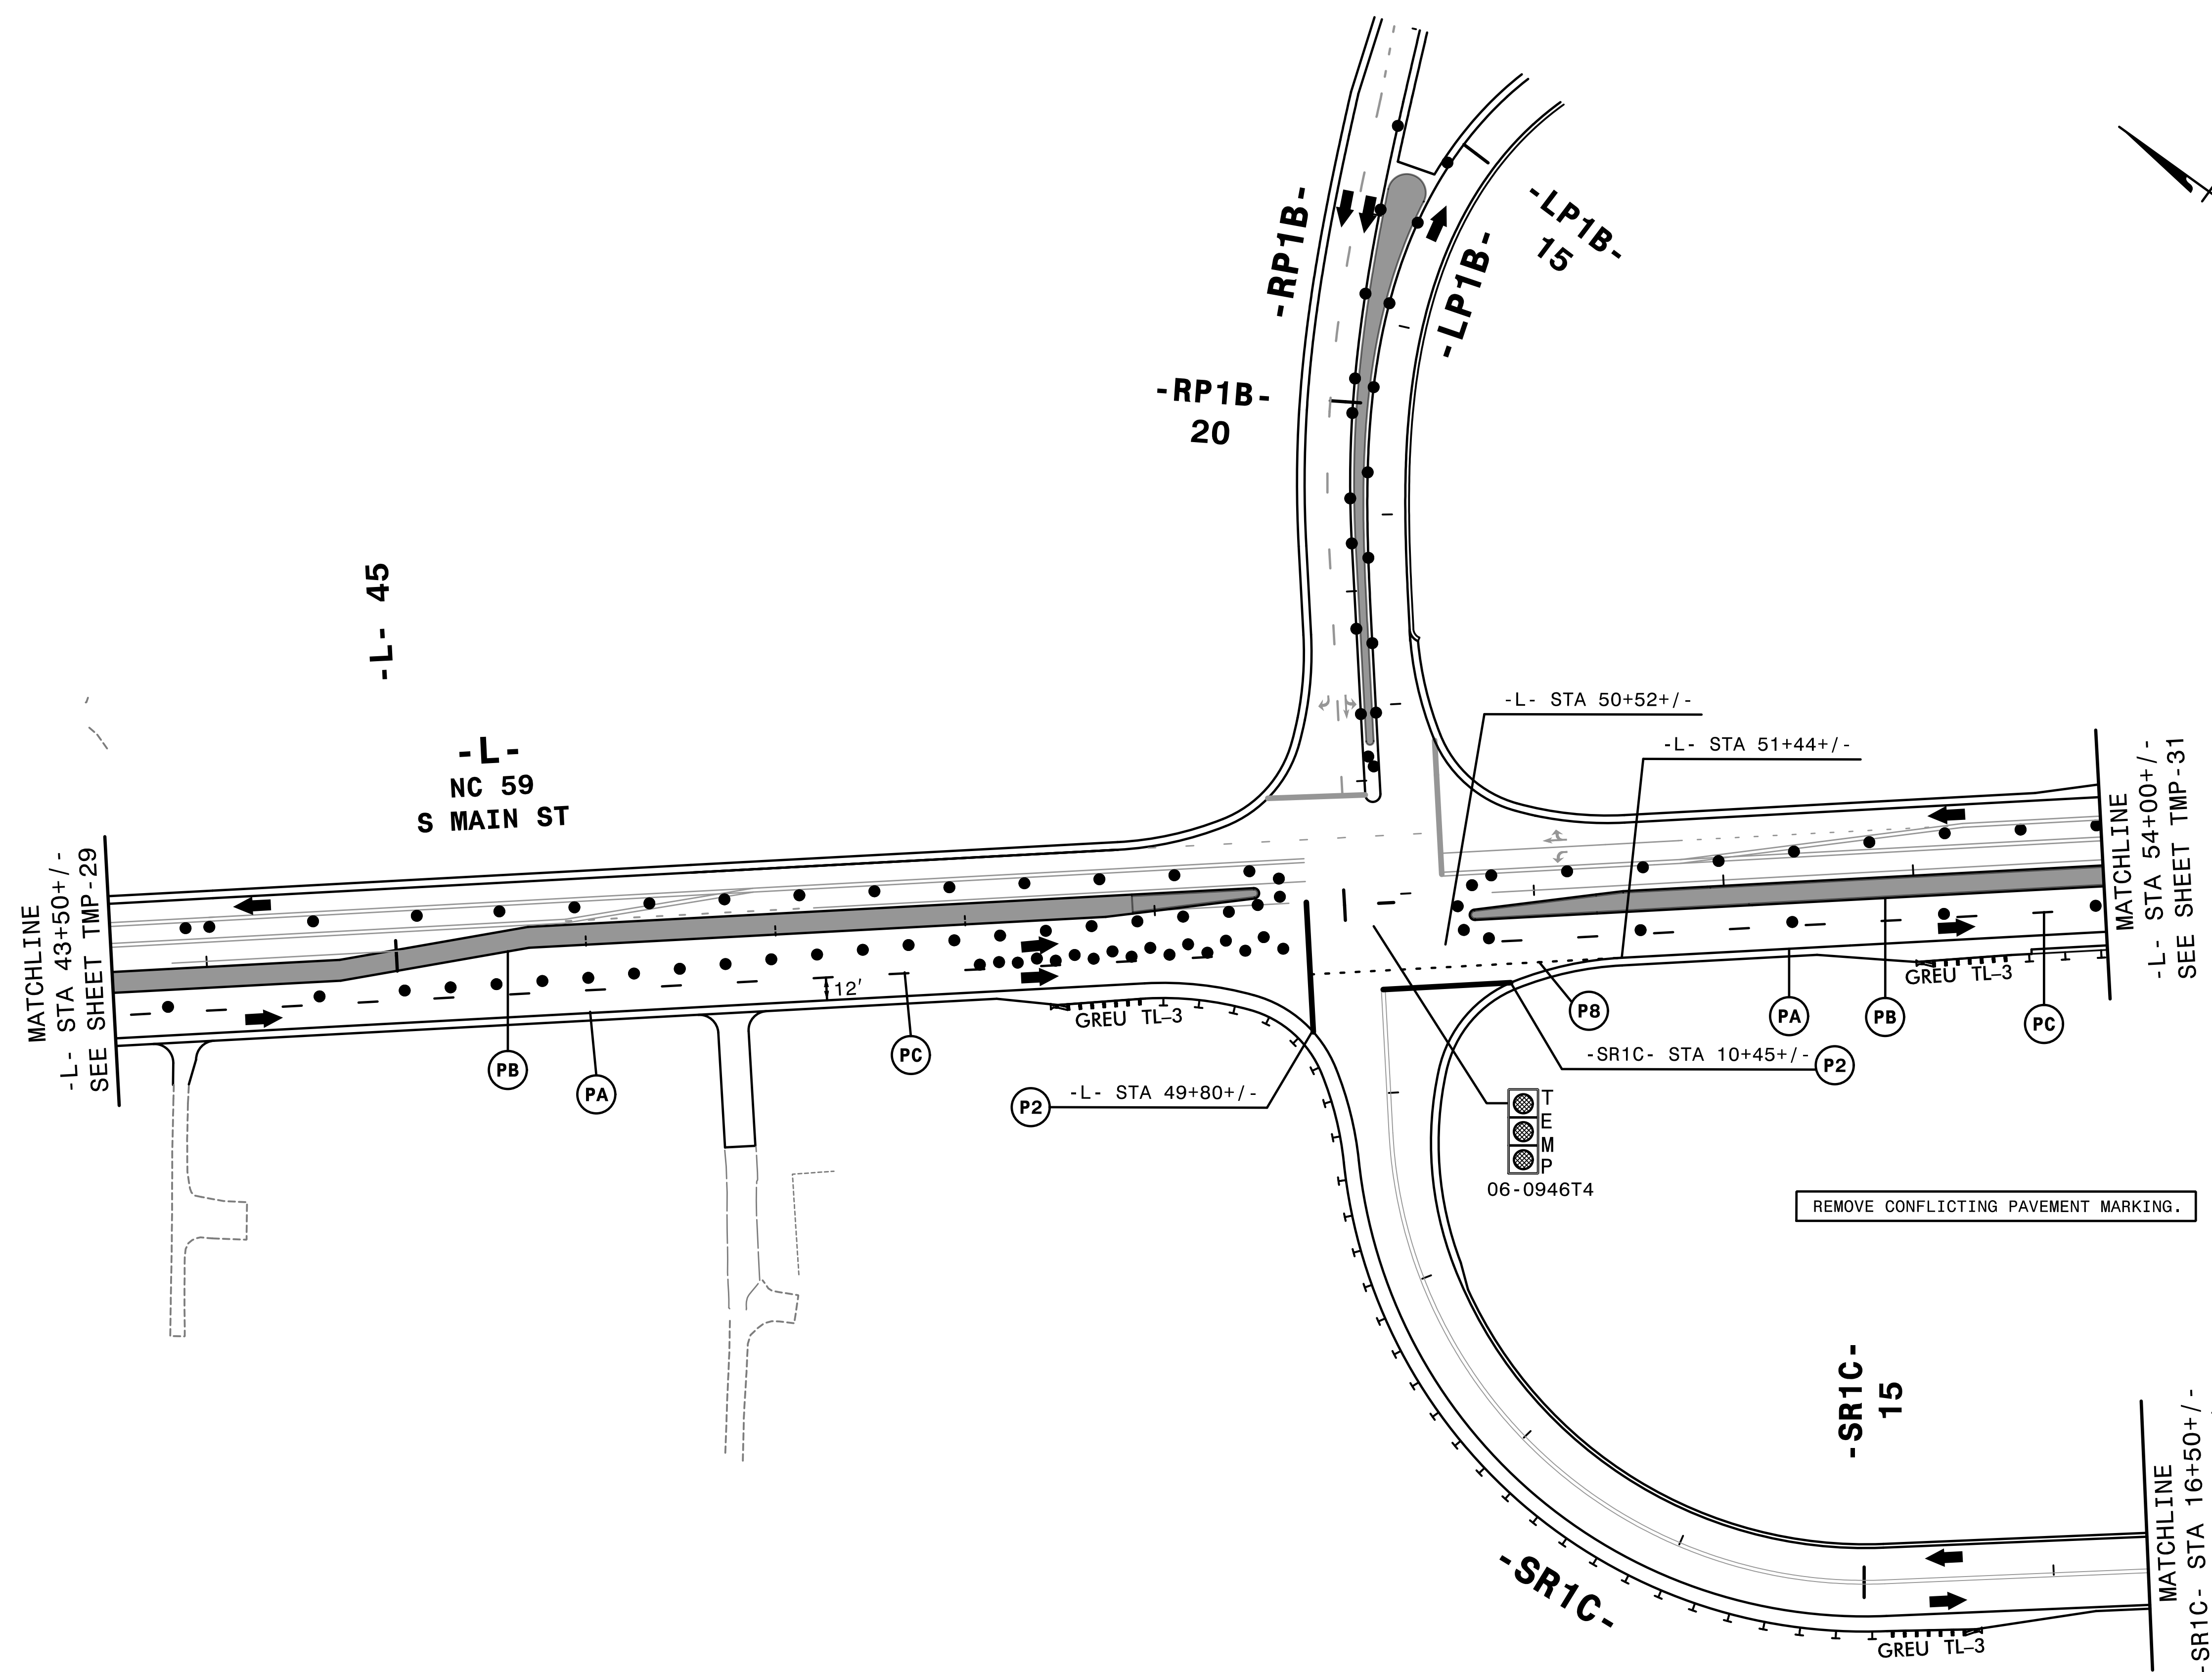 -RP1B-
-LP1B-
15
-LP1B-
-RP1B-
20
-L- 45
-L-
NC 59
S MAIN ST
-L- STA 50+52+/-
-L- STA 51+44+/-
MATCHLINE
-L- STA 43+50+/-
SEE SHEET TMP-29
MATCHLINE
-L- STA 54+00+/-
SEE SHEET TMP-31
12'
GREU TL-3
GREU TL-3
PB
PA
PC
P8
PA
PB
PC
P2
-L- STA 49+80+/-
-SR1C- STA 10+45+/-
P2
TEMP
06-0946T4
REMOVE CONFLICTING PAVEMENT MARKING.
-SR1C-
15
-SR1C-
GREU TL-3
MATCHLINE
-SR1C- STA 16+50+/-